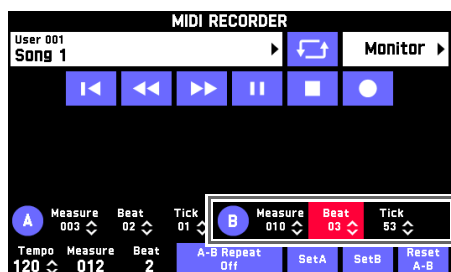 MIDI RECORDER
User 001
Song 1
Monitor
A Measure 003 Beat 02 Tick 01 B Measure 010 Beat 03 Tick 53
Tempo 120 Measure 012 Beat 2 A-B Repeat Off SetA SetB Reset A-B